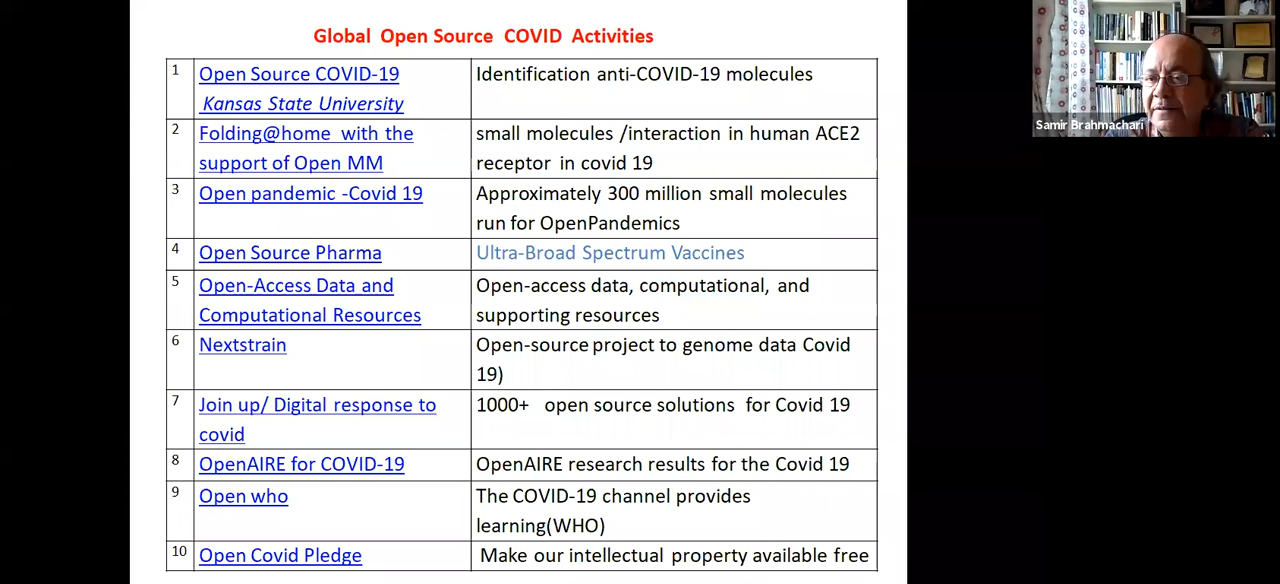 Global Open Source COVID Activities
1 Open Source COVID-19 Identification anti-COVID-19 molecules
Kansas State University
2 Folding@home with the small molecules /interaction in human ACE2
support of Open MM receptor in covid 19
3 Open pandemic -Covid 19 Approximately 300 million small molecules
run for OpenPandemics
4 Open Source Pharma Ultra-Broad Spectrum Vaccines
5 Open-Access Data and Open-access data, computational, and
Computational Resources supporting resources
6 Nextstrain Open-source project to genome data Covid
19)
7 Join up/ Digital response to 1000+ open source solutions for Covid 19
covid
8 OpenAIRE for COVID-19 OpenAIRE research results for the Covid 19
9 Open who The COVID-19 channel provides
learning(WHO)
10 Open Covid Pledge Make our intellectual property available free
Samir Brahmachari